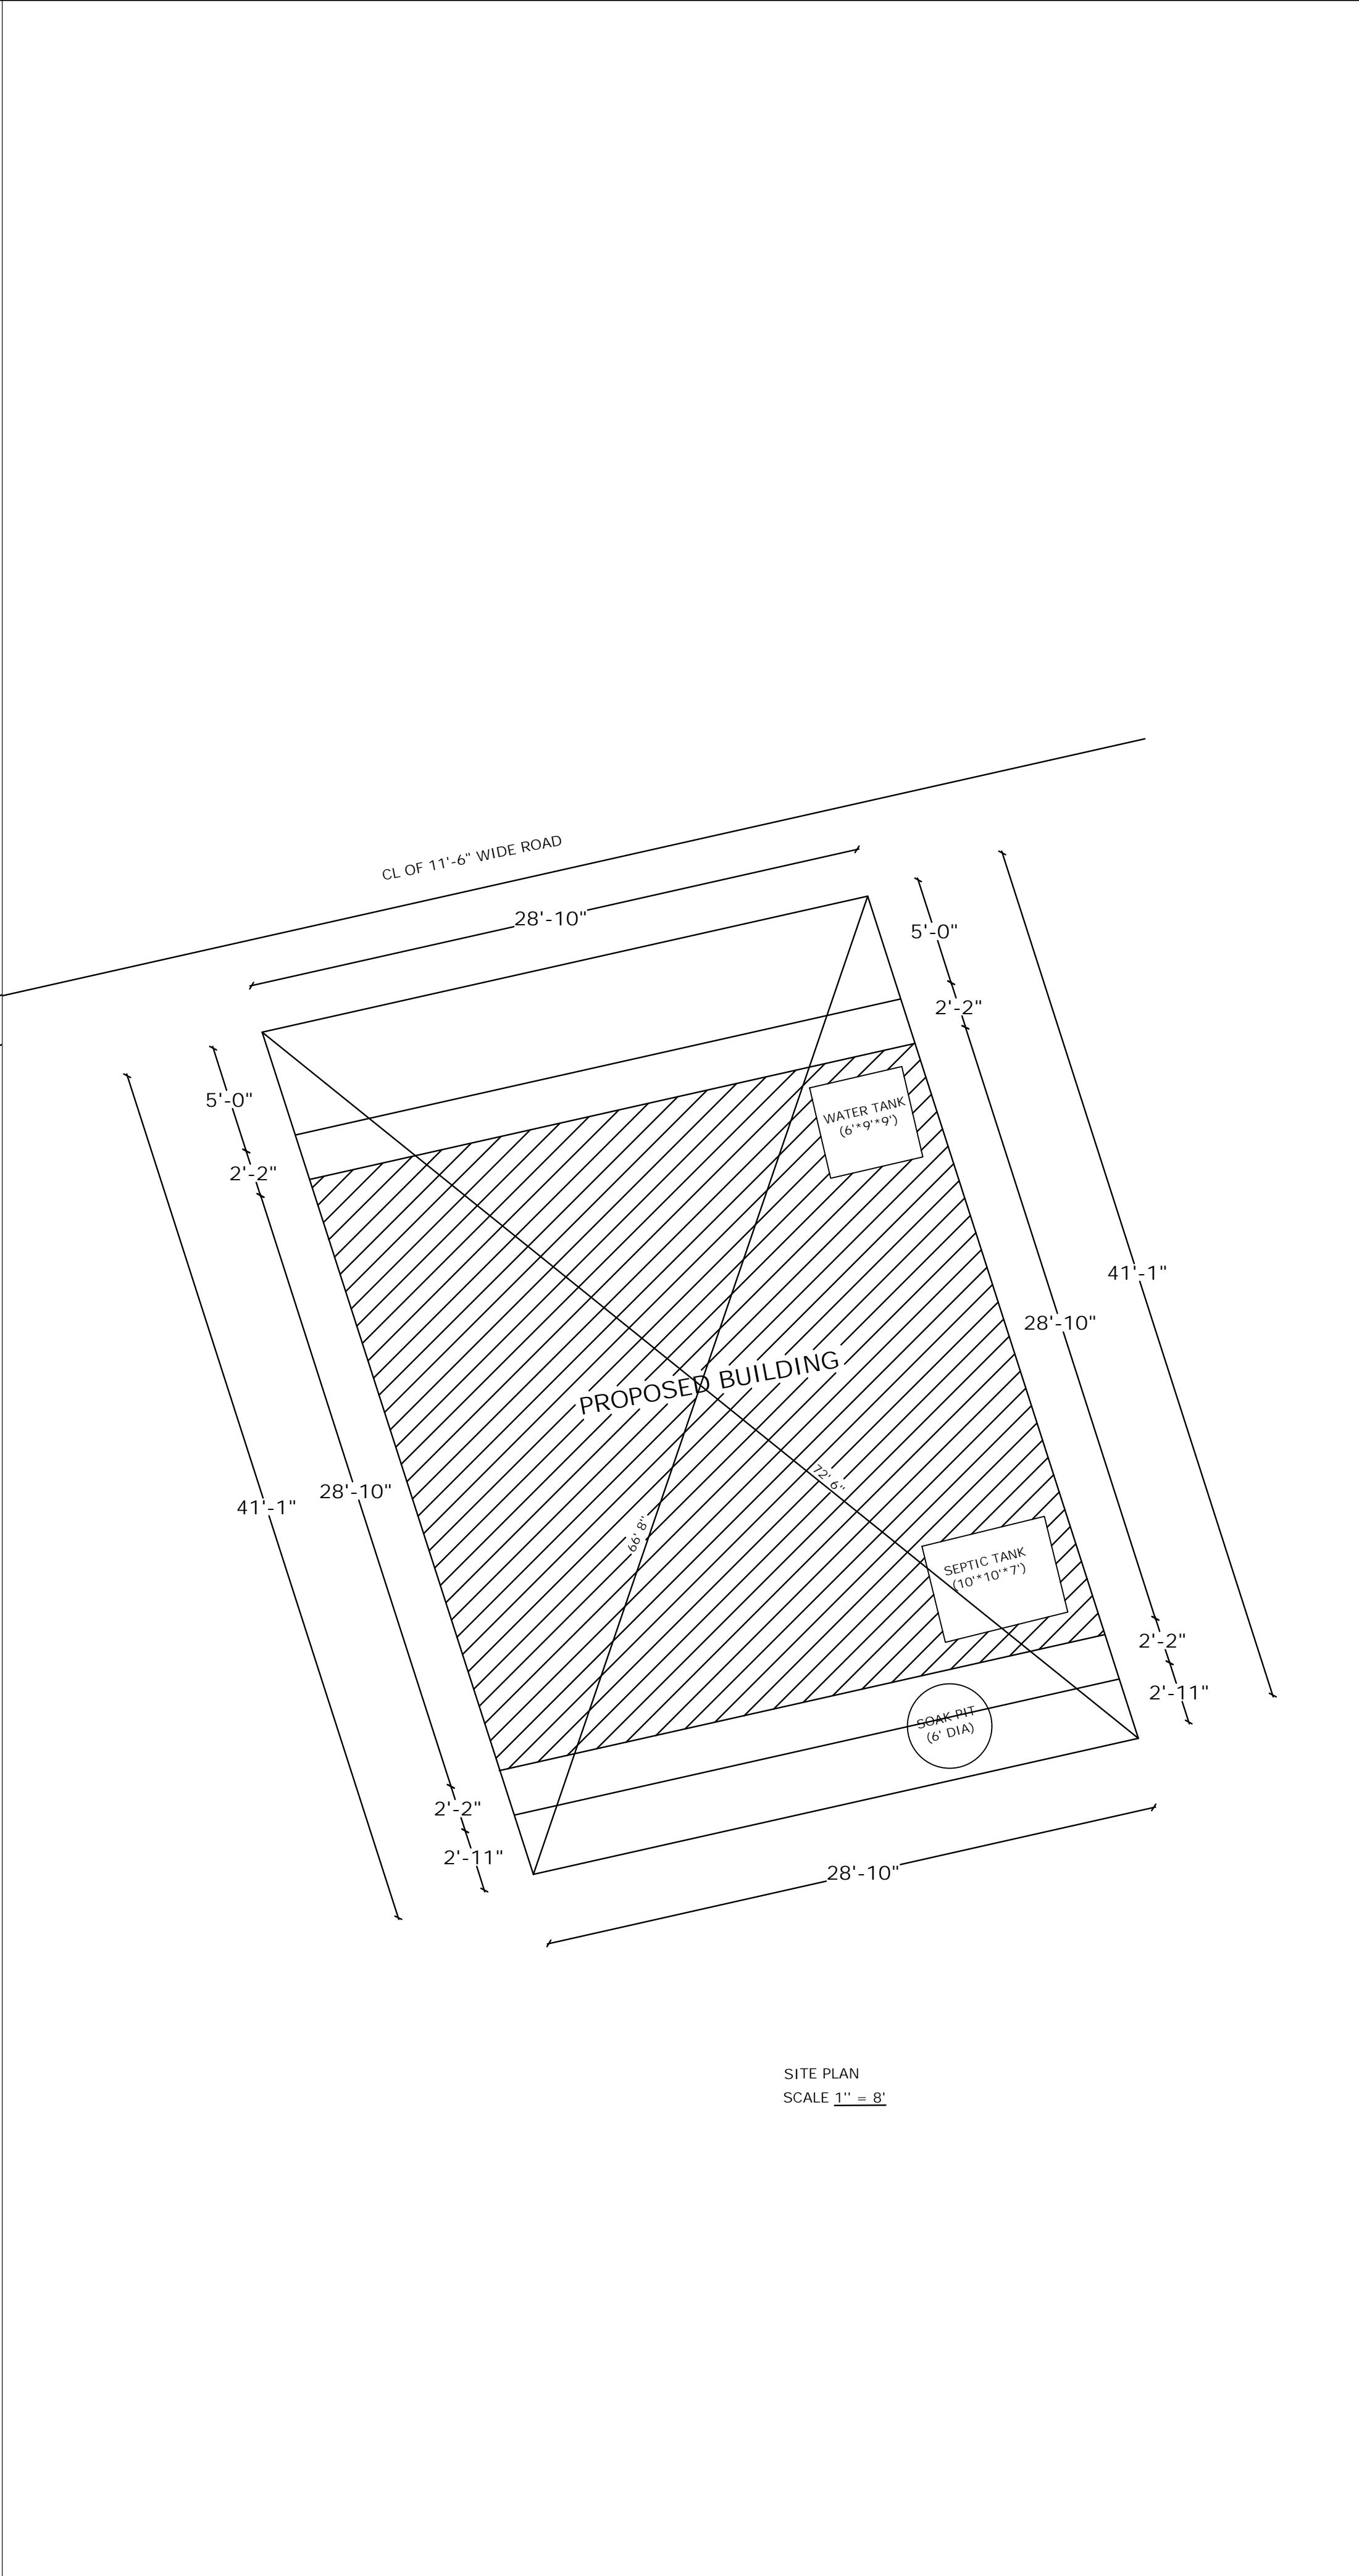 CL OF 11'-6" WIDE ROAD
28'-10"
5'-0"
2'-2"
5'-0"
2'-2"
WATER TANK
(6'*9'*9')
41'-1"
28'-10"
PROPOSED BUILDING
72' 6"
28'-10"
41'-1"
66' 8"
SEPTIC TANK
(10'*10'*7')
2'-2"
2'-11"
SOAK PIT
(6' DIA)
2'-2"
2'-11"
28'-10"
SITE PLAN
SCALE 1'' = 8'